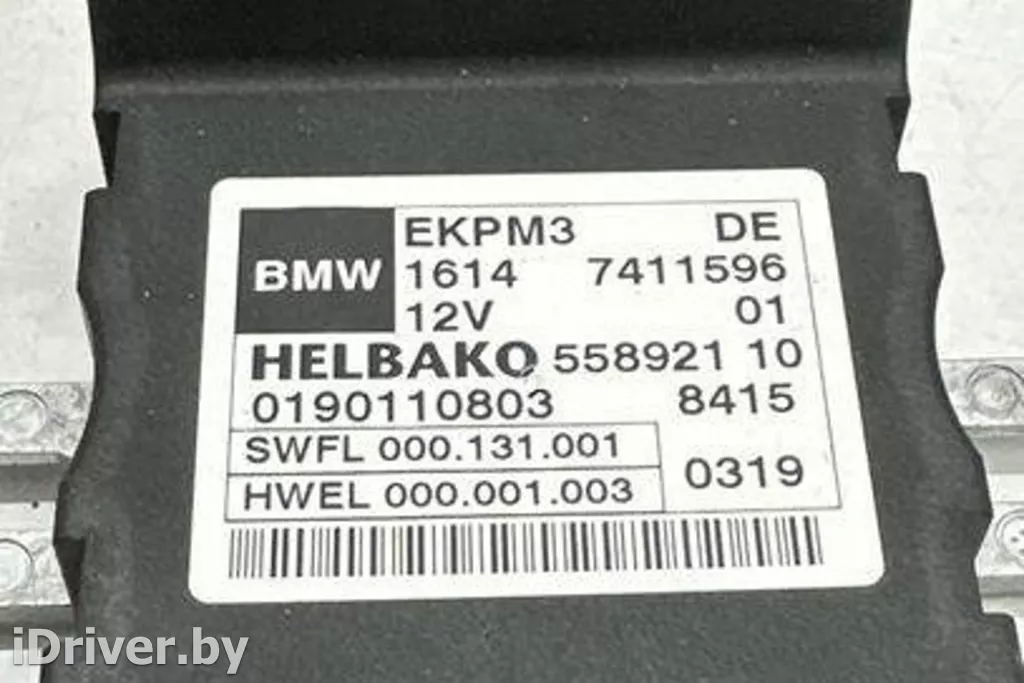 EKPM3 DE
BMW 1614 7411596
12V 01
HELBAKO 558921 10
0190110803 8415
SWFL 000.131.001
0319
HWEL 000.001.003
iDriver.by